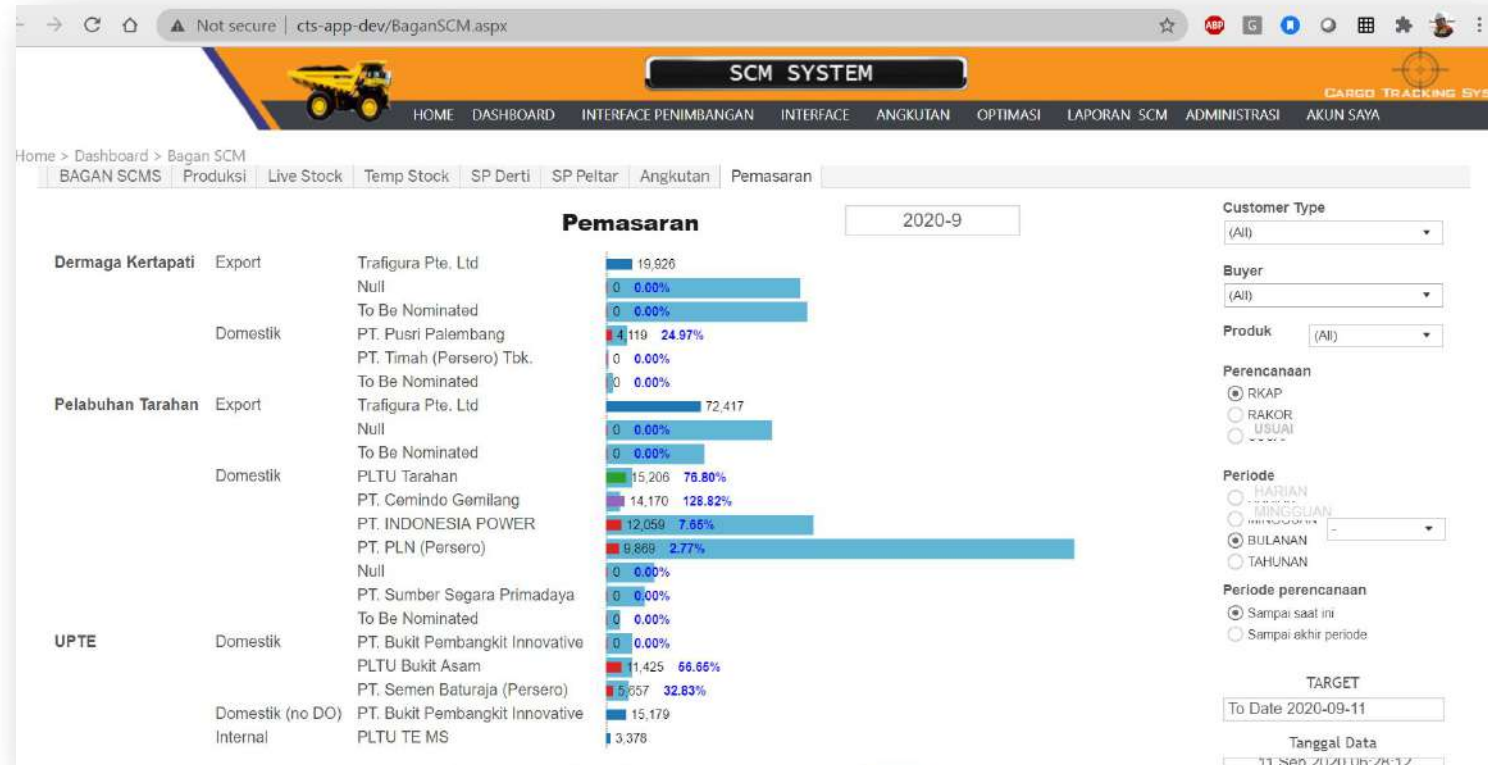 Not secure | cts-app-dev/BaganSCM.aspx
ABP G
SCM SYSTEM
CARGO TRACKING SYS
HOME DASHBOARD INTERFACE PENIMBANGAN INTERFACE ANGKUTAN OPTIMASI LAPORAN SCM ADMINISTRASI AKUN SAYA
Home > Dashboard > Bagan SCM
BAGAN SCMS Produksi Live Stock Temp Stock SP Derti SP Peltar Angkutan Pemasaran
Pemasaran 2020-9
Dermaga Kertapati Export Trafigura Pte. Ltd 19,926
Null 0 0.00%
To Be Nominated 0 0.00%
Domestik PT. Pusri Palembang 4,119 24.97%
PT. Timah (Persero) Tbk. 0 0.00%
To Be Nominated 0 0.00%
Pelabuhan Tarahan Export Trafigura Pte. Ltd 72,417
Null 0 0.00%
To Be Nominated 0 0.00%
Domestik PLTU Tarahan 15,206 76.80%
PT. Cemindo Gemilang 14,170 128.82%
PT. INDONESIA POWER 12,059 7.65%
PT. PLN (Persero) 9,869 2.77%
Null 0 0.00%
PT. Sumber Segara Primadaya 0 0.00%
To Be Nominated 0 0.00%
UPTE Domestik PT. Bukit Pembangkit Innovative 0 0.00%
PLTU Bukit Asam 11,425 56.65%
PT. Semen Baturaja (Persero) 5,657 32.83%
Domestik (no DO) PT. Bukit Pembangkit Innovative 15,179
Internal PLTU TE MS 3,378
Customer Type
(All)
Buyer
(All)
Produk (All)
Perencanaan
RKAP
RAKOR
USUAI
Periode
HARIAN
MINGGUAN
BULANAN
TAHUNAN
Periode perencanaan
Sampai saat ini
Sampai akhir periode
TARGET
To Date 2020-09-11
Tanggal Data
11 Sep 2020 06:28:12